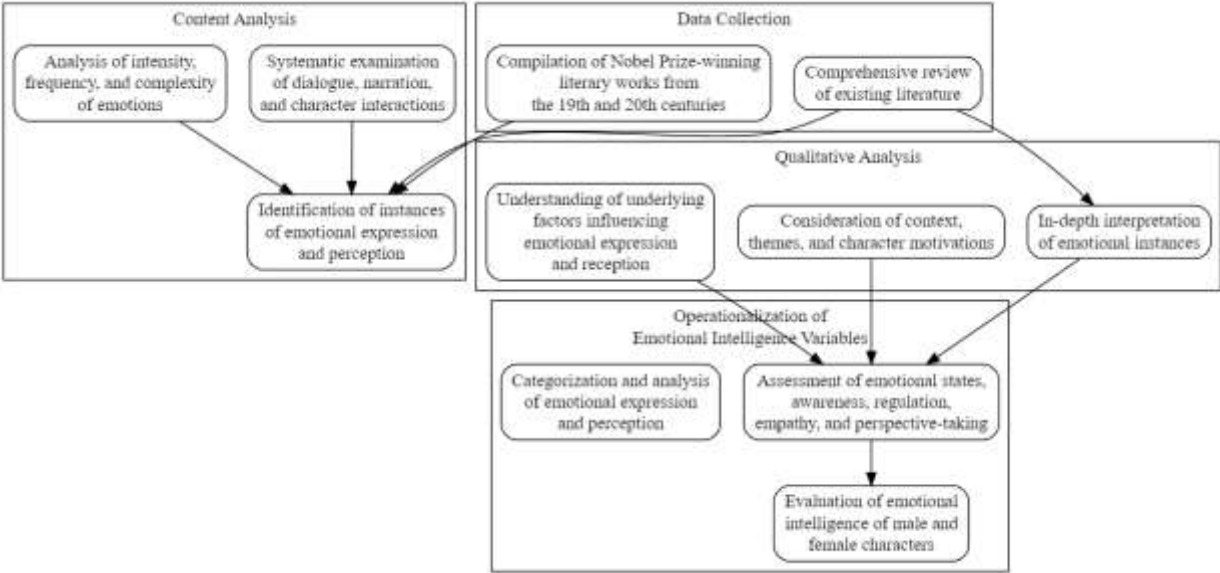 Content Analysis
Analysis of intensity,
frequency, and complexity
of emotions
Systematic examination
of dialogue, narration,
and character interactions
Identification of instances
of emotional expression
and perception
Data Collection
Compilation of Nobel Prize-winning
literary works from
the 19th and 20th centuries
Comprehensive review
of existing literature
Qualitative Analysis
Understanding of underlying
factors influencing
emotional expression
and reception
Consideration of context,
themes, and character motivations
In-depth interpretation
of emotional instances
Operationalization of
Emotional Intelligence Variables
Categorization and analysis
of emotional expression
and perception
Assessment of emotional states,
awareness, regulation,
empathy, and perspective-taking
Evaluation of emotional
intelligence of male and
female characters